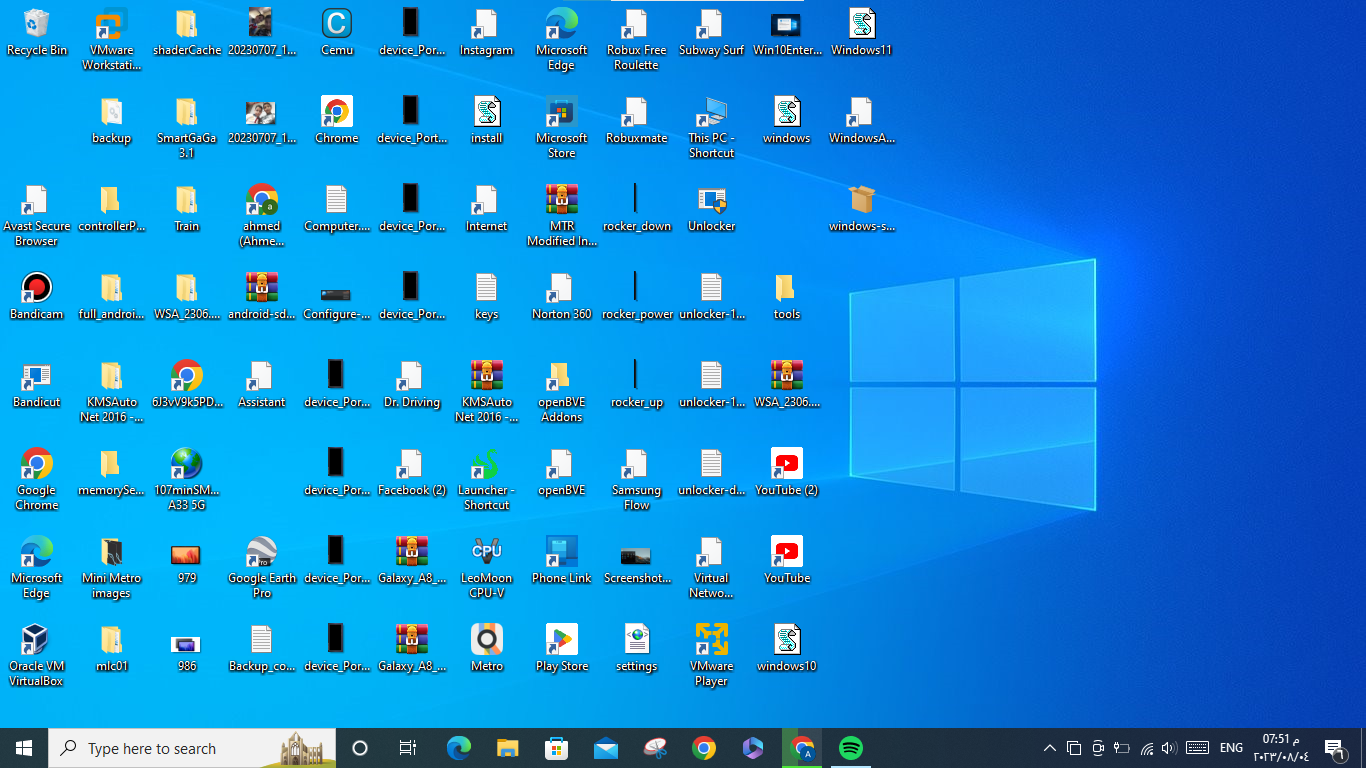 Recycle Bin
VMware Workstati...
shaderCache
20230707_1...
Cemu
device_Por...
Instagram
Microsoft Edge
Robux Free Roulette
Subway Surf
Win10Enter...
Windows11
backup
SmartGaGa 3.1
20230707_1...
Chrome
device_Port...
install
Microsoft Store
Robuxmate
This PC - Shortcut
windows
WindowsA...
Avast Secure Browser
controllerP...
Train
ahmed (Ahme...
Computer....
device_Por...
Internet
MTR Modified In...
rocker_down
Unlocker
windows-s...
Bandicam
full_androi...
WSA_2306....
android-sd...
Configure-...
device_Por...
keys
Norton 360
rocker_power
unlocker-1...
tools
Bandicut
KMSAuto Net 2016 -...
6J3vV9k5PD...
Assistant
device_Por...
Dr. Driving
KMSAuto Net 2016 -...
openBVE Addons
rocker_up
unlocker-1...
WSA_2306....
Google Chrome
memorySe...
107minSM... A33 5G
device_Por...
Facebook (2)
Launcher - Shortcut
openBVE
Samsung Flow
unlocker-d...
YouTube (2)
Microsoft Edge
Mini Metro images
979
Google Earth Pro
device_Por...
Galaxy_A8_...
CPU
LeoMoon CPU-V
Phone Link
Screenshot...
Virtual Netwo...
YouTube
Oracle VM VirtualBox
mlc01
986
Backup_co...
device_Por...
Galaxy_A8_...
Metro
Play Store
settings
VMware Player
windows10
Type here to search
ENG
07:51 م
٢٠٢٣/٠٨/٠٤